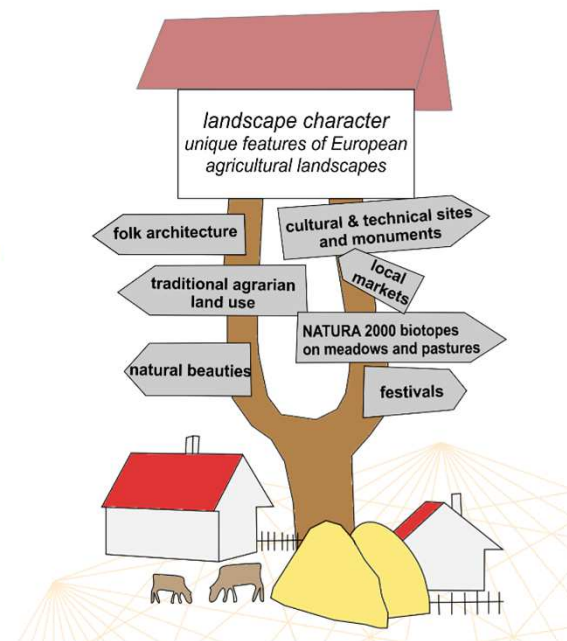 landscape character
unique features of European
agricultural landscapes
folk architecture
cultural & technical sites
and monuments
local
markets
traditional agrarian
land use
NATURA 2000 biotopes
on meadows and pastures
natural beauties
festivals